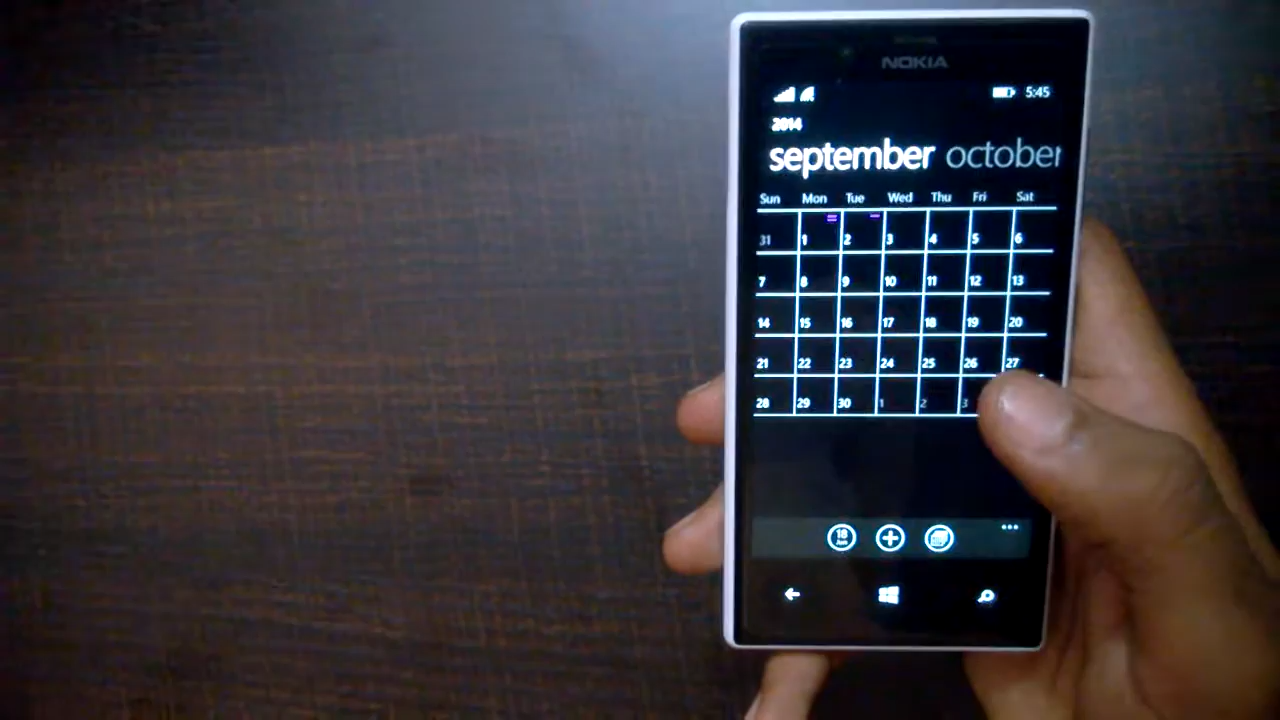 NOKIA
5:45
2014
september october
Sun Mon Tue Wed Thu Fri Sat
31 1 2 3 4 5 6
7 8 9 10 11 12 13
14 15 16 17 18 19 20
21 22 23 24 25 26 27
28 29 30 1 2 3
18